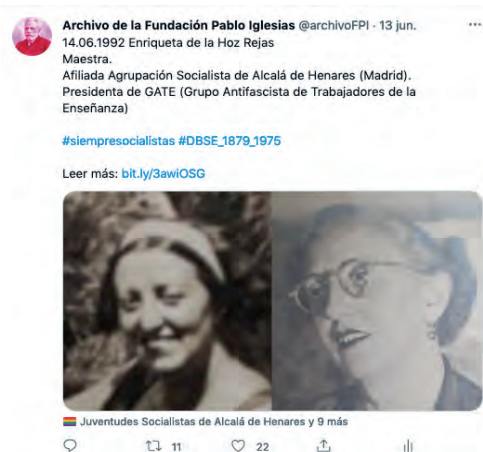 Archivo de la Fundación Pablo Iglesias @archivoFPI · 13 jun.
14.06.1992 Enriqueta de la Hoz Rejas
Maestra.
Afiliada Agrupación Socialista de Alcalá de Henares (Madrid).
Presidenta de GATE (Grupo Antifascista de Trabajadores de la
Enseñanza)
#siempresocialistas #DBSE_1879_1975
Leer más: bit.ly/3awiOSG
Juventudes Socialistas de Alcalá de Henares y 9 más
11 22